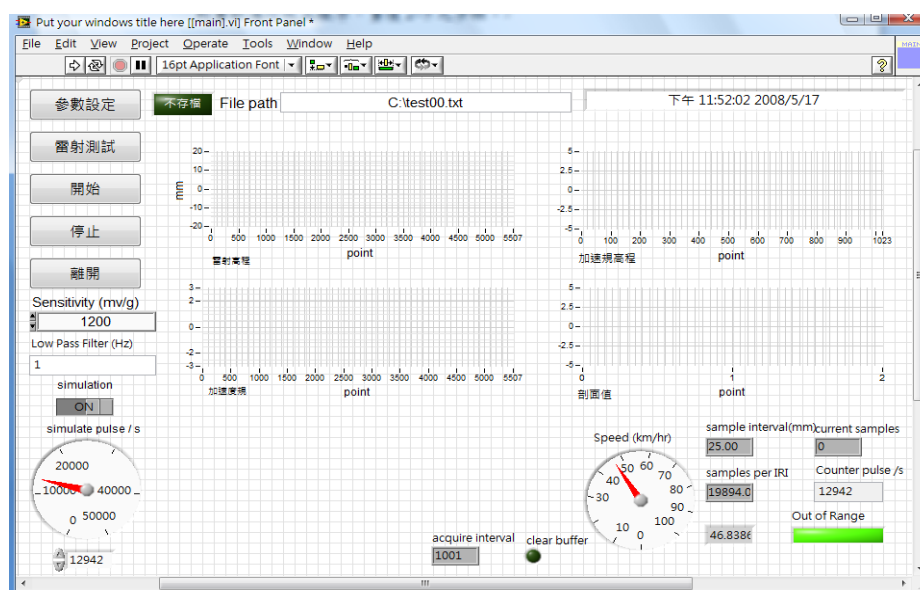 Put your windows title here [[main].vi] Front Panel *
File Edit View Project Operate Tools Window Help
16pt Application Font
MAIN
參數設定
不存檔 File path C:\test00.txt
下午 11:52:02 2008/5/17
雷射測試
開始
停止
離開
20
10
0
-10
-20
mm
0 500 1000 1500 2000 2500 3000 3500 4000 4500 5000 5507
point
雷射高程
5
2.5
0
-2.5
-5
0 100 200 300 400 500 600 700 800 900 1023
point
加速規高程
Sensitivity (mv/g)
1200
Low Pass Filter (Hz)
1
simulation
ON
3
2
0
-2
-3
0 500 1000 1500 2000 2500 3000 3500 4000 4500 5000 5507
加速度規
point
5
2.5
0
-2.5
-5
0 1 2
剖面值
point
simulate pulse / s
20000
10000 40000
0 50000
12942
acquire interval
1001
clear buffer
Speed (km/hr)
0 10 30 40 50 60 70 80 90 100
sample interval(mm)
25.00
current samples
0
samples per IRI
19894.0
Counter pulse /s
12942
46.838
Out of Range